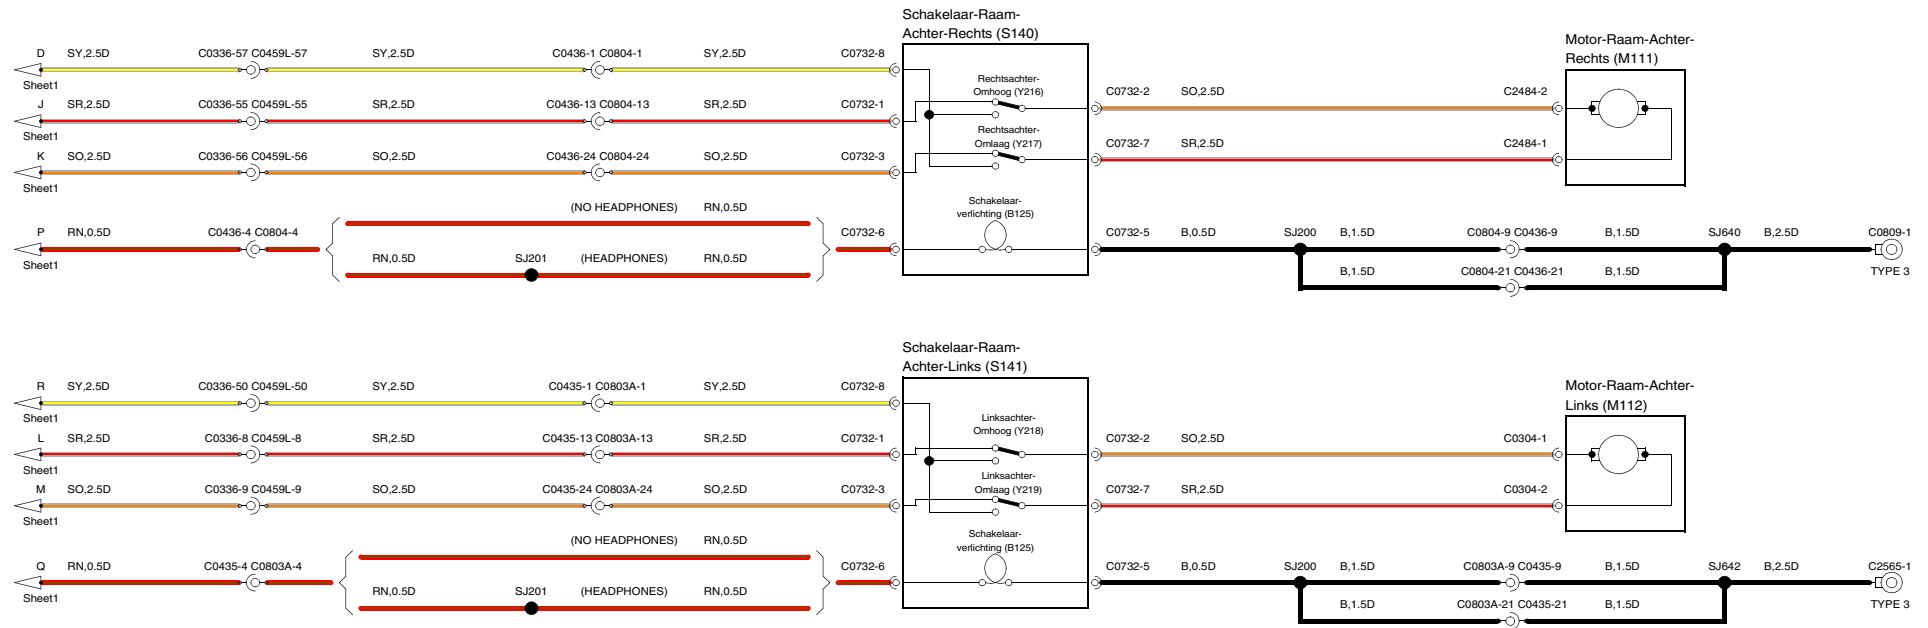 Schakelaar-Raam-
Achter-Rechts (S140)
Motor-Raam-Achter-
Rechts (M111)
D SY,2.5D C0336-57 C0459L-57 SY,2.5D C0436-1 C0804-1 SY,2.5D C0732-8
Sheet1
Rechtsachter-
Omhoog (Y216)
C0732-2 SO,2.5D C2484-2
J SR,2.5D C0336-55 C0459L-55 SR,2.5D C0436-13 C0804-13 SR,2.5D C0732-1
Sheet1
Rechtsachter-
Omlaag (Y217)
C0732-7 SR,2.5D C2484-1
K SO,2.5D C0336-56 C0459L-56 SO,2.5D C0436-24 C0804-24 SO,2.5D C0732-3
Sheet1
(NO HEADPHONES) RN,0.5D
Schakelaar-
verlichting (B125)
P RN,0.5D C0436-4 C0804-4 C0732-6 C0732-5 B,0.5D SJ200 B,1.5D C0804-9 C0436-9 B,1.5D SJ640 B,2.5D C0809-1
Sheet1
RN,0.5D SJ201 (HEADPHONES) RN,0.5D
B,1.5D C0804-21 C0436-21 B,1.5D
TYPE 3
Schakelaar-Raam-
Achter-Links (S141)
Motor-Raam-Achter-
Links (M112)
R SY,2.5D C0336-50 C0459L-50 SY,2.5D C0435-1 C0803A-1 SY,2.5D C0732-8
Sheet1
Linksachter-
Omhoog (Y218)
C0732-2 SO,2.5D C0304-1
L SR,2.5D C0336-8 C0459L-8 SR,2.5D C0435-13 C0803A-13 SR,2.5D C0732-1
Sheet1
Linksachter-
Omlaag (Y219)
C0732-7 SR,2.5D C0304-2
M SO,2.5D C0336-9 C0459L-9 SO,2.5D C0435-24 C0803A-24 SO,2.5D C0732-3
Sheet1
(NO HEADPHONES) RN,0.5D
Schakelaar-
verlichting (B125)
Q RN,0.5D C0435-4 C0803A-4 C0732-6 C0732-5 B,0.5D SJ200 B,1.5D C0803A-9 C0435-9 B,1.5D SJ642 B,2.5D C2565-1
Sheet1
RN,0.5D SJ201 (HEADPHONES) RN,0.5D
B,1.5D C0803A-21 C0435-21 B,1.5D
TYPE 3